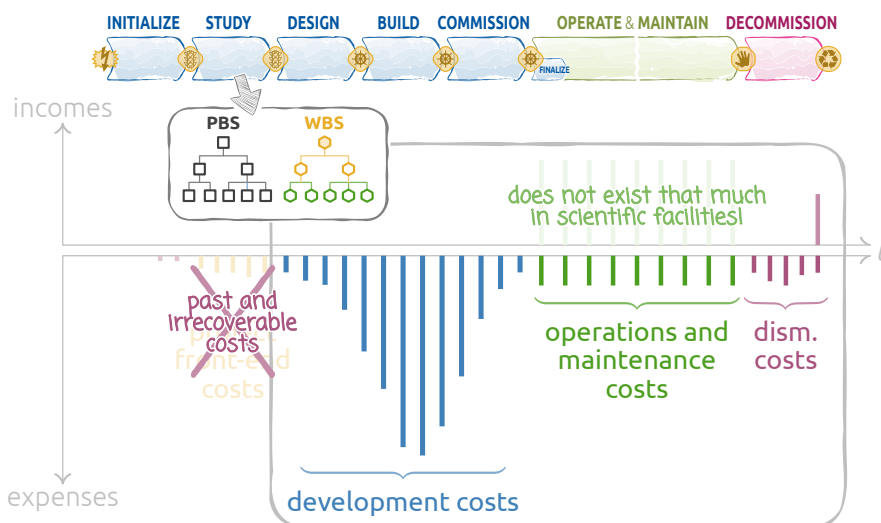 INITIALIZE STUDY DESIGN BUILD COMMISSION OPERATE & MAINTAIN DECOMMISSION
FINALIZE
incomes
PBS WBS
does not exist that much
in scientific facilities!
t
past and
irrecoverable
costs
project
front-end
costs
operations and
maintenance
costs
dism.
costs
development costs
expenses